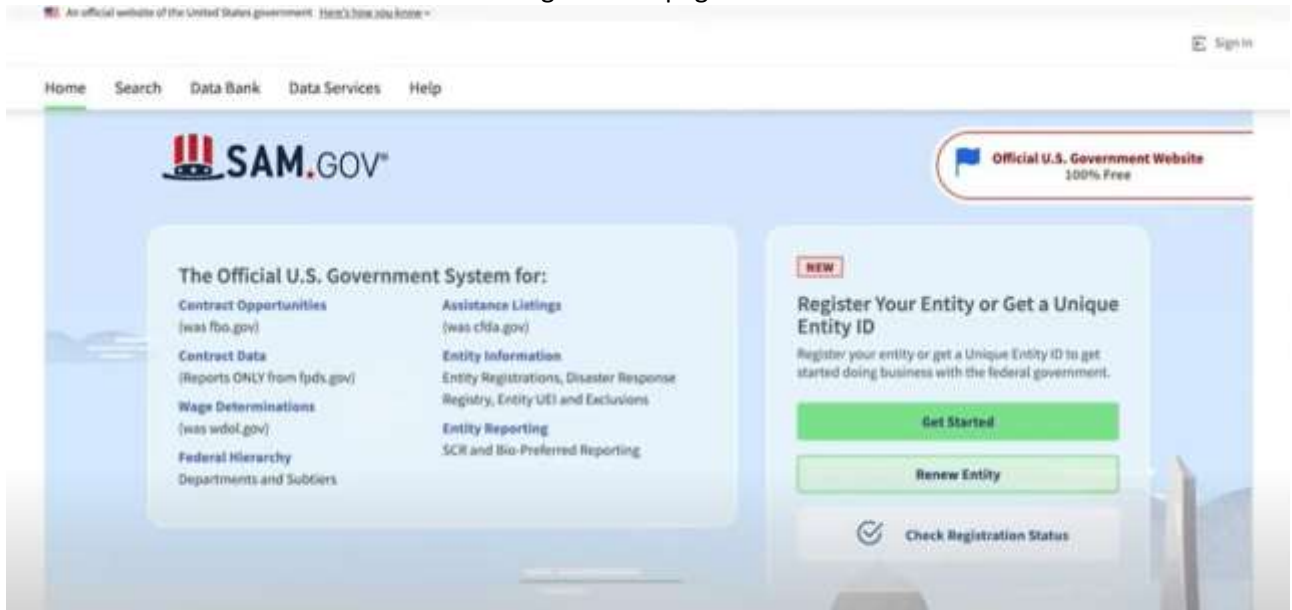 An official website of the United States government Here's how you know
Sign In
Home Search Data Bank Data Services Help
SAM.GOV
Official U.S. Government Website
100% Free
The Official U.S. Government System for:
Contract Opportunities
(was fbo.gov)
Contract Data
(Reports ONLY from fpds.gov)
Wage Determinations
(was wdol.gov)
Federal Hierarchy
Departments and Subtiers
Assistance Listings
(was cfda.gov)
Entity Information
Entity Registrations, Disaster Response
Registry, Entity UEI and Exclusions
Entity Reporting
SCR and Bio-Preferred Reporting
NEW
Register Your Entity or Get a Unique
Entity ID
Register your entity or get a Unique Entity ID to get
started doing business with the federal government.
Get Started
Renew Entity
Check Registration Status